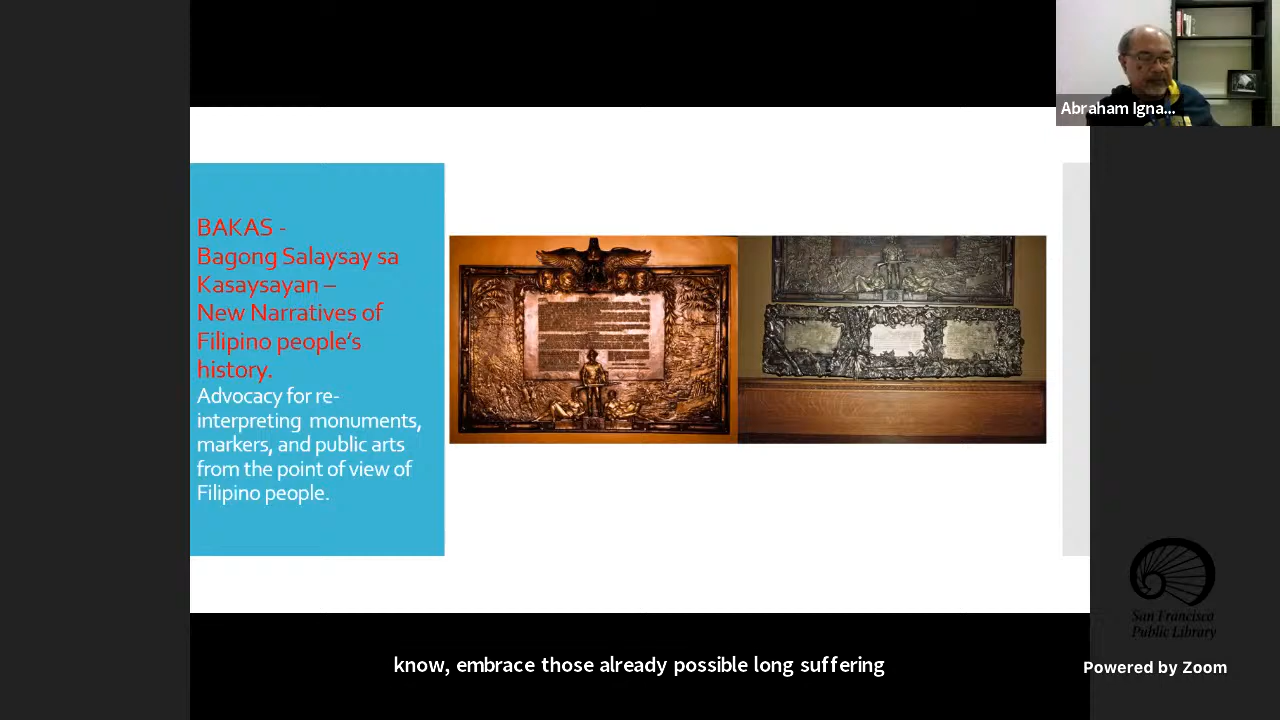 Abraham Igna...
BAKAS -
Bagong Salaysay sa
Kasaysayan –
New Narratives of
Filipino people's
history.
Advocacy for re-
interpreting monuments,
markers, and public arts
from the point of view of
Filipino people.
San Francisco
Public Library
know, embrace those already possible long suffering
Powered by Zoom